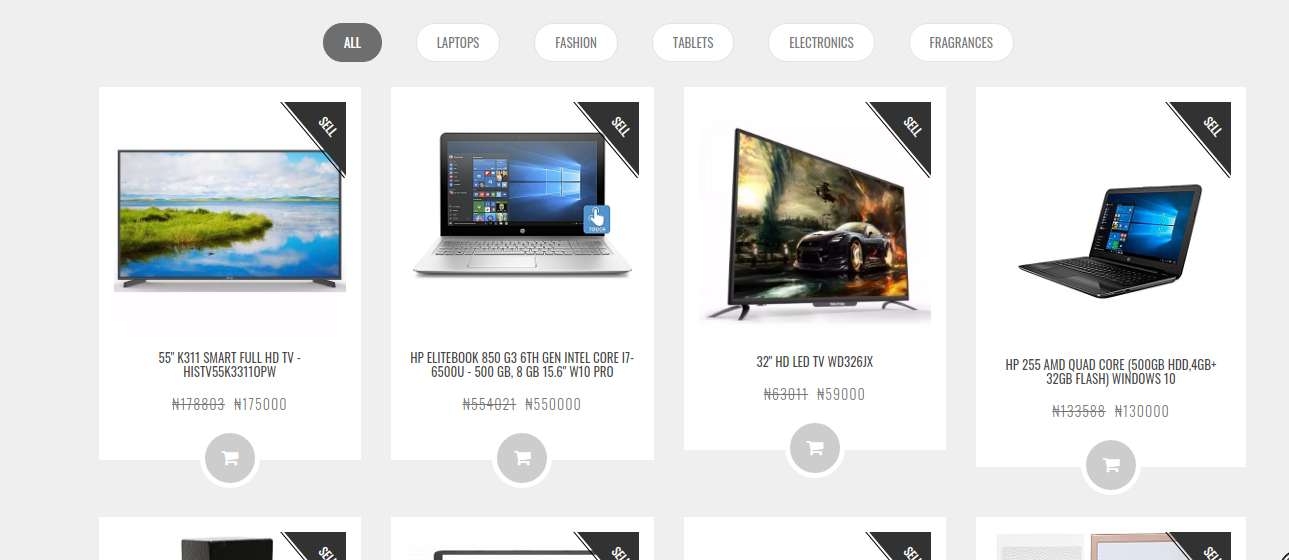 ALL LAPTOPS FASHION TABLETS ELECTRONICS FRAGRANCES
SELL
SELL
SELL
SELL
TOUCH
55" K311 SMART FULL HD TV -
HISTV55K33110PW
₦178803 ₦175000
HP ELITEBOOK 850 G3 6TH GEN INTEL CORE I7-
6500U - 500 GB, 8 GB 15.6" W10 PRO
₦554021 ₦550000
32" HD LED TV WD326JX
₦63011 ₦59000
HP 255 AMD QUAD CORE (500GB HDD,4GB+
32GB FLASH) WINDOWS 10
₦133588 ₦130000
SELL
SELL
SELL
SELL